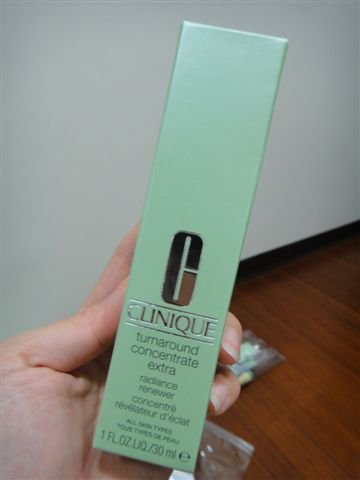 CLINIQUE
turnaround
concentrate
extra
radiance
renewer
concentré
révélateur d'éclat
ALL SKIN TYPES
TOUS TYPES DE PEAU
1 FL.OZ.LIQ./30 ml e